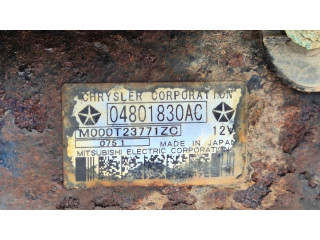 CHRYSLER CORPORATION
04801830AC
M000T23771ZC 12V
0751 MADE IN JAPAN
MITSUBISHI ELECTRIC CORPORATION